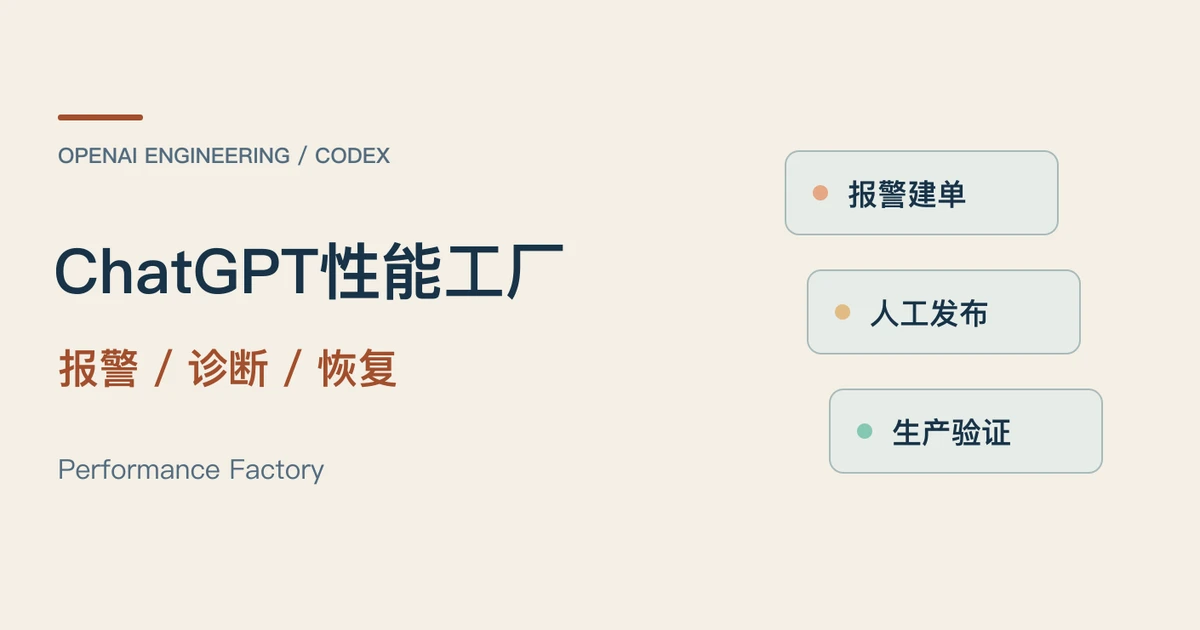 OPENAI ENGINEERING / CODEX
ChatGPT性能工厂
报警 / 诊断 / 恢复
Performance Factory
报警建单
人工发布
生产验证